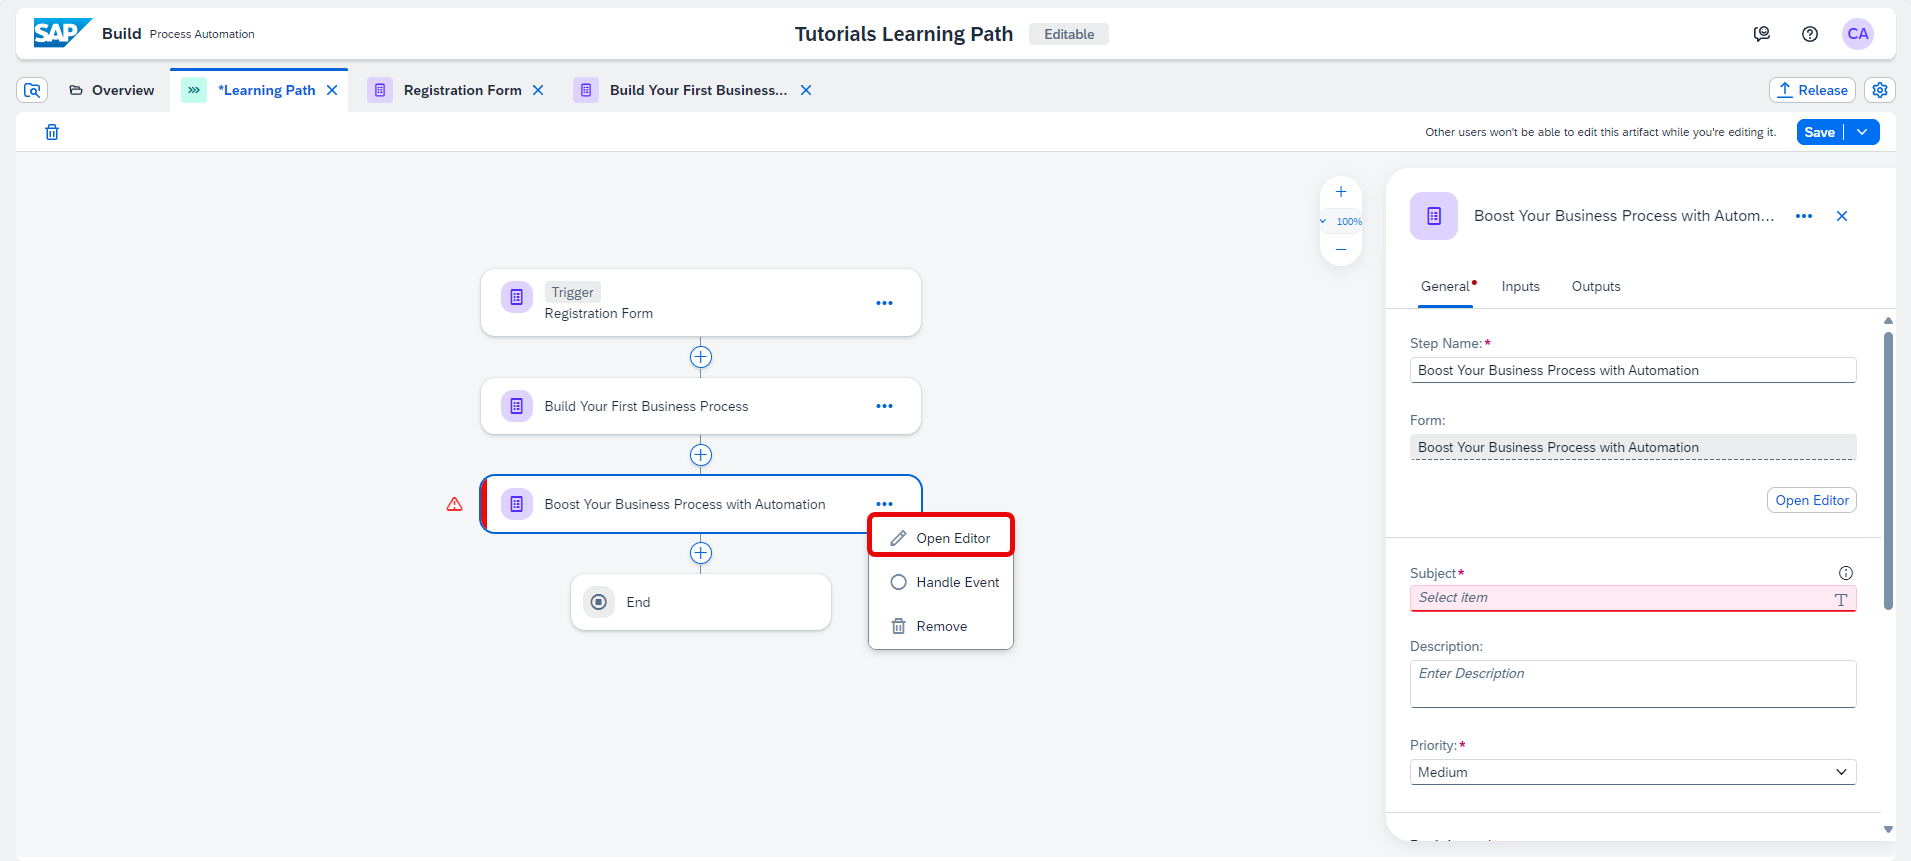 SAP Build Process Automation
Tutorials Learning Path Editable
CA
Overview
*Learning Path
Registration Form
Build Your First Business...
Release
Other users won't be able to edit this artifact while you're editing it.
Save
100%
Trigger
Registration Form
Build Your First Business Process
Boost Your Business Process with Automation
End
Open Editor
Handle Event
Remove
Boost Your Business Process with Autom...
General Inputs Outputs
Step Name:*
Boost Your Business Process with Automation
Form:
Boost Your Business Process with Automation
Open Editor
Subject*
Select item
Description:
Enter Description
Priority:*
Medium